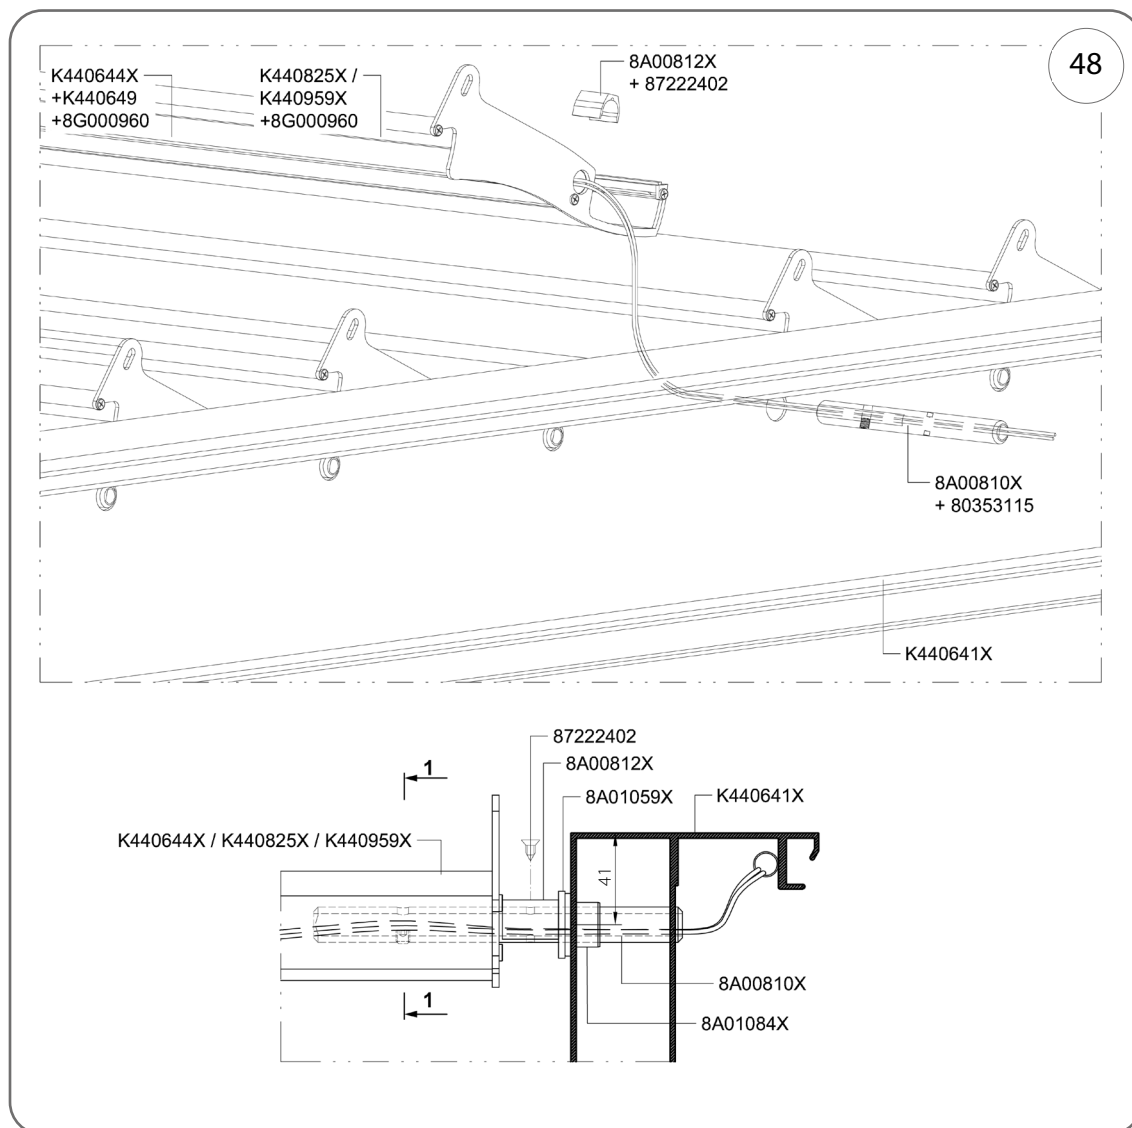 48
K440644X
+K440649
+8G000960
K440825X /
K440959X
+8G000960
8A00812X
+ 87222402
8A00810X
+ 80353115
K440641X
87222402
8A00812X
1
8A01059X
K440641X
K440644X / K440825X / K440959X
41
8A00810X
1
8A01084X